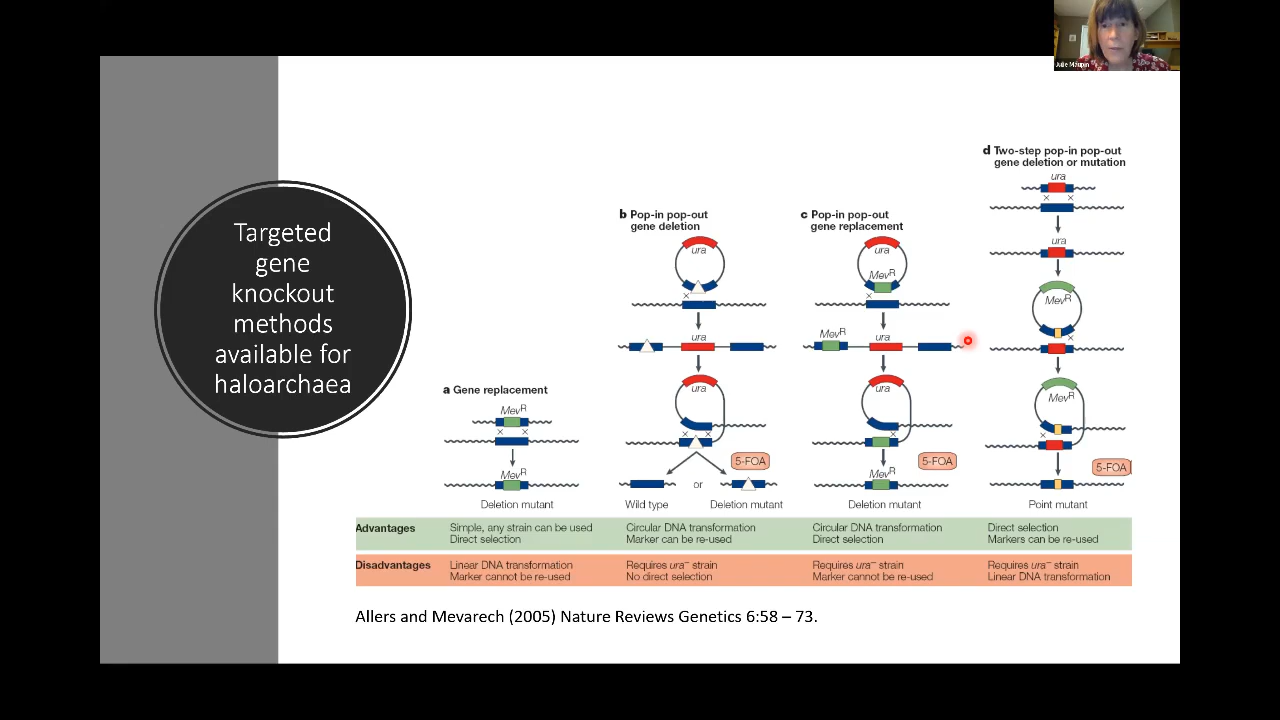 Julie Maupin
Targeted
gene
knockout
methods
available for
haloarchaea
a Gene replacement
MevR
MevR
Deletion mutant
b Pop-in pop-out
gene deletion
ura
ura
ura
5-FOA
or
Wild type
Deletion mutant
c Pop-in pop-out
gene replacement
ura
MevR
MevR
ura
ura
5-FOA
MevR
Deletion mutant
d Two-step pop-in pop-out
gene deletion or mutation
ura
ura
MevR
MevR
5-FOA
Point mutant
Advantages
Simple, any strain can be used
Direct selection
Circular DNA transformation
Marker can be re-used
Circular DNA transformation
Direct selection
Direct selection
Markers can be re-used
Disadvantages
Linear DNA transformation
Marker cannot be re-used
Requires ura– strain
No direct selection
Requires ura– strain
Marker cannot be re-used
Requires ura– strain
Linear DNA transformation
Allers and Mevarech (2005) Nature Reviews Genetics 6:58 – 73.